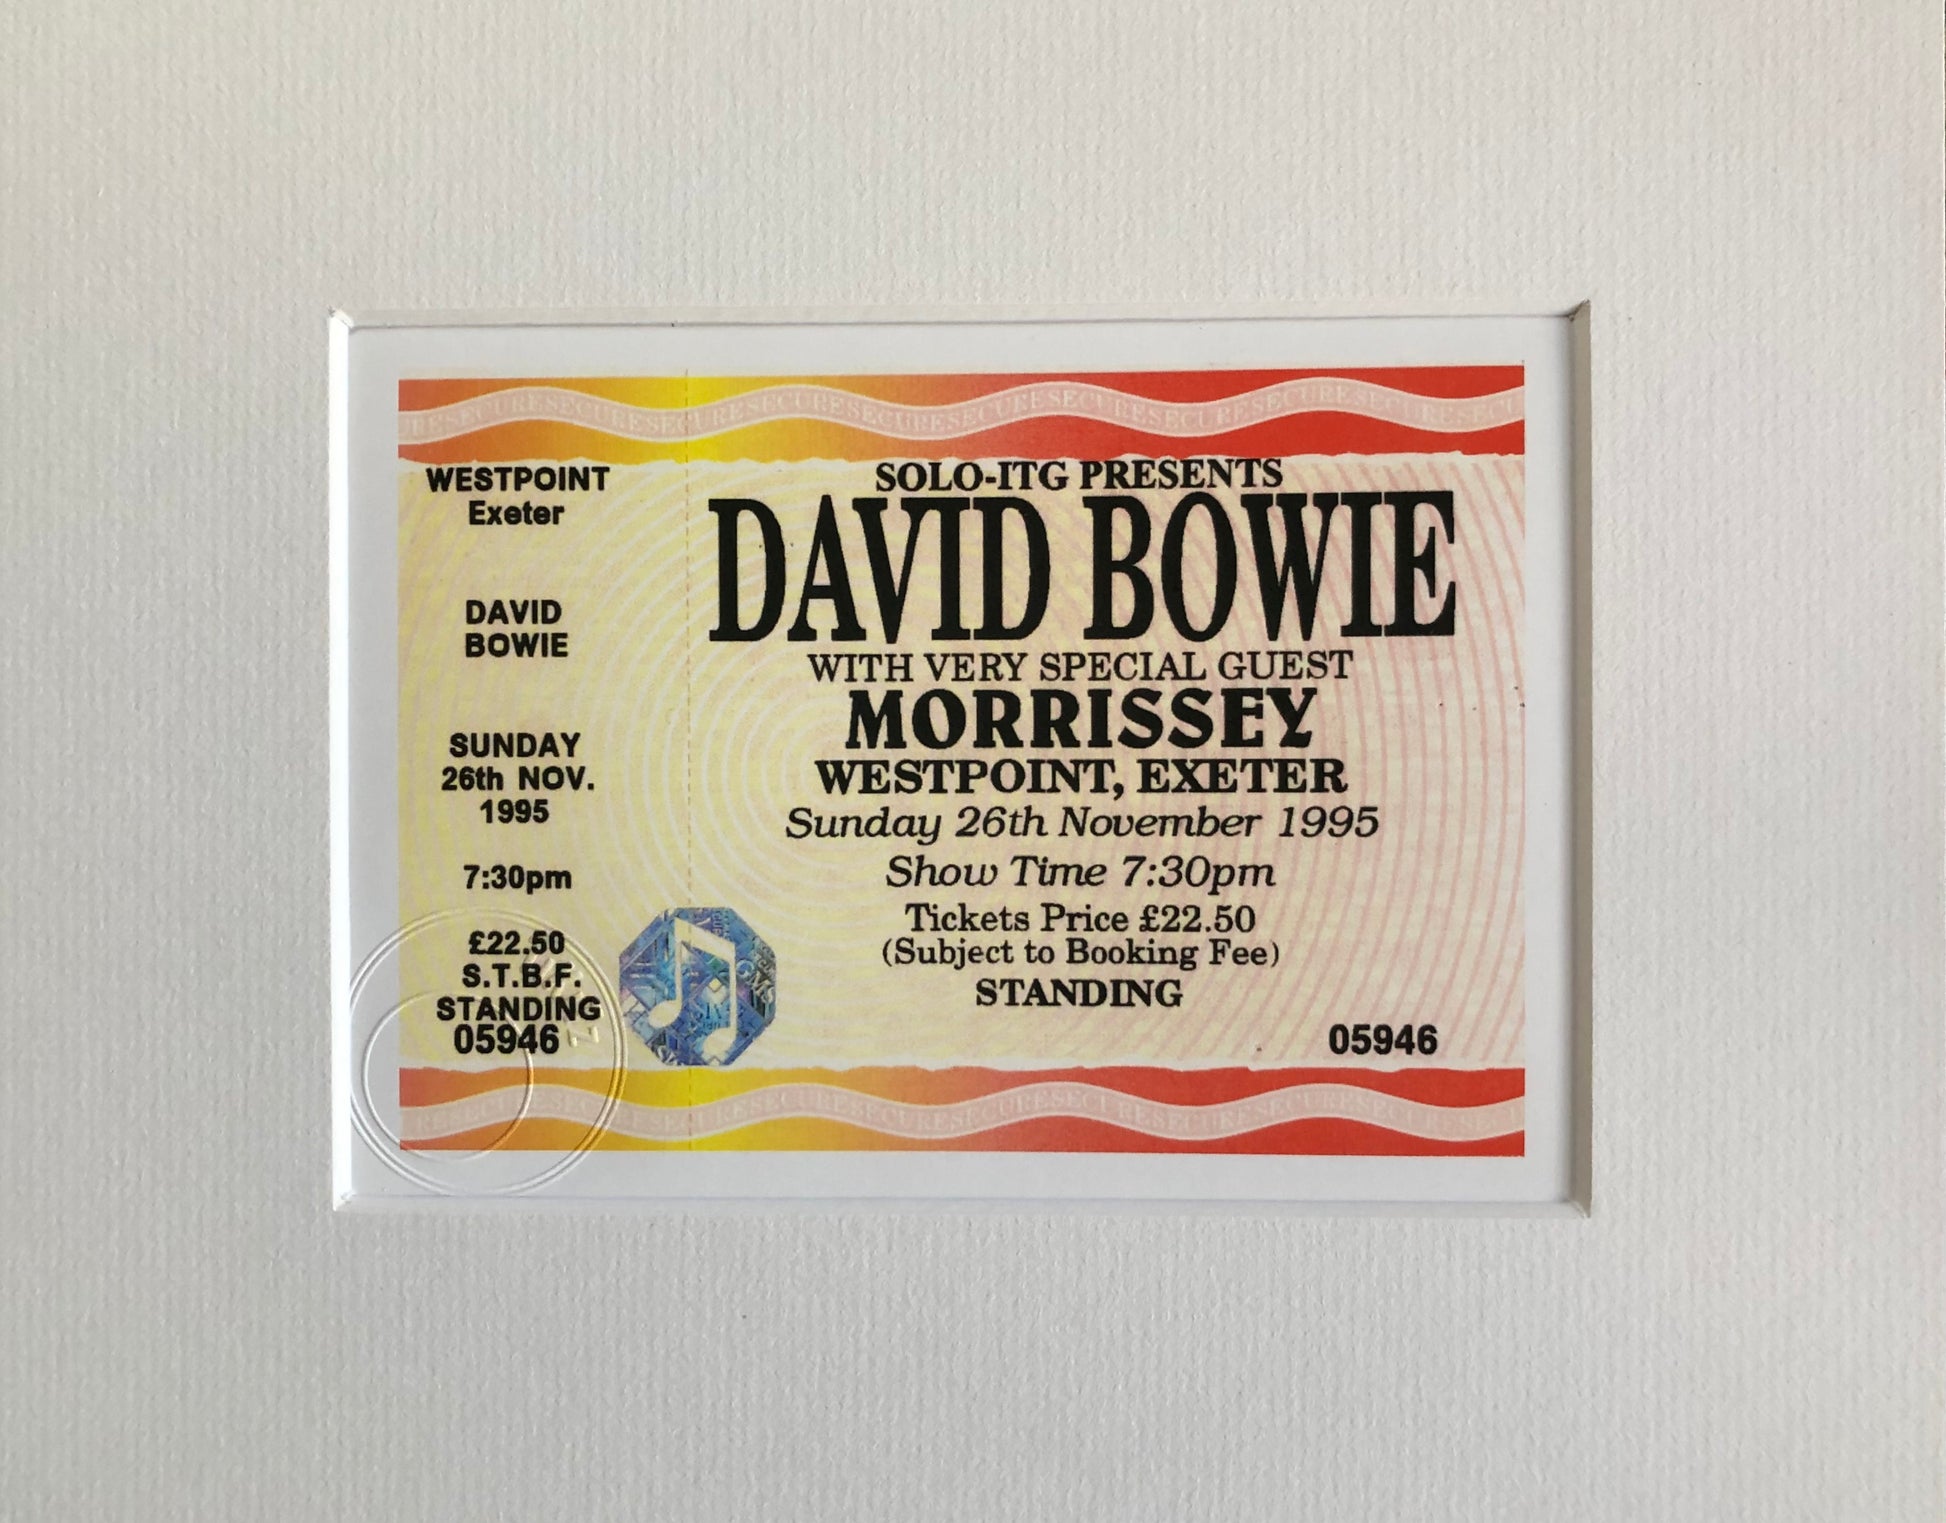 WESTPOINT
Exeter
DAVID
BOWIE
SUNDAY
26th NOV.
1995
7:30pm
£22.50
S.T.B.F.
STANDING
05946
SOLO-ITG PRESENTS
DAVID BOWIE
WITH VERY SPECIAL GUEST
MORRISSEY
WESTPOINT, EXETER
Sunday 26th November 1995
Show Time 7:30pm
Tickets Price £22.50
(Subject to Booking Fee)
STANDING
05946